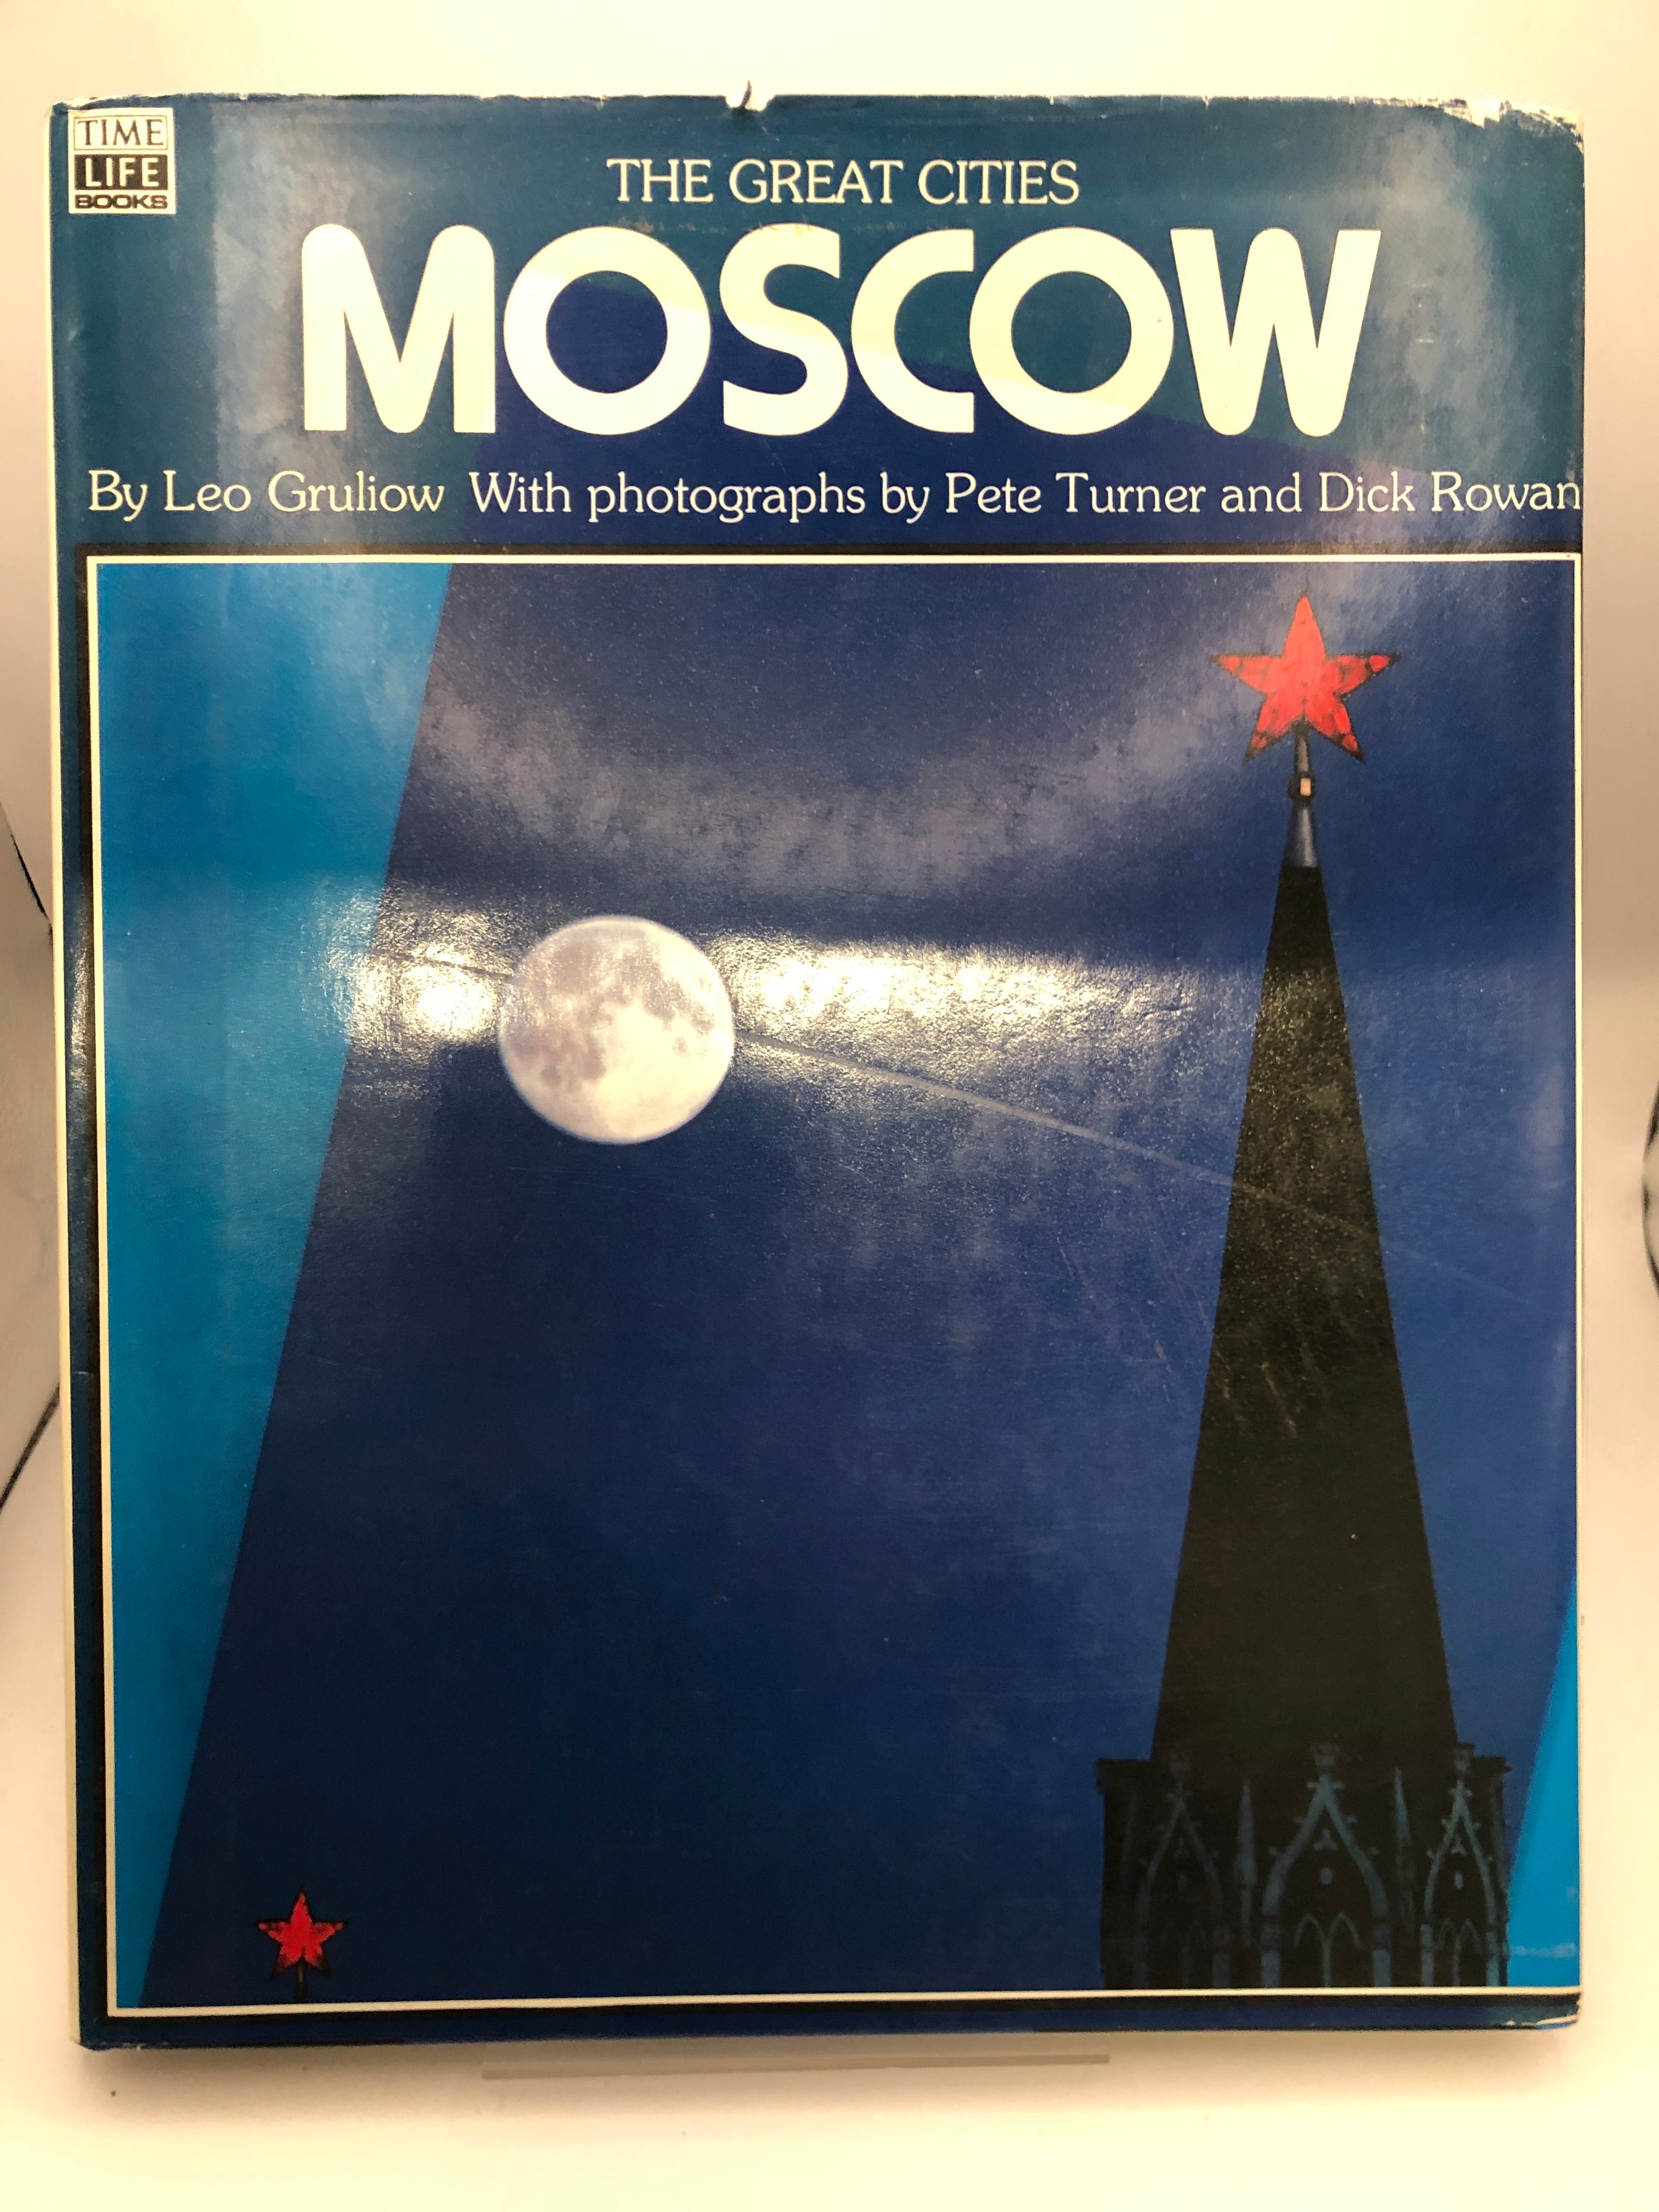 TIME
LIFE
BOOKS
THE GREAT CITIES
MOSCOW
By Leo Gruliow With photographs by Pete Turner and Dick Rowan